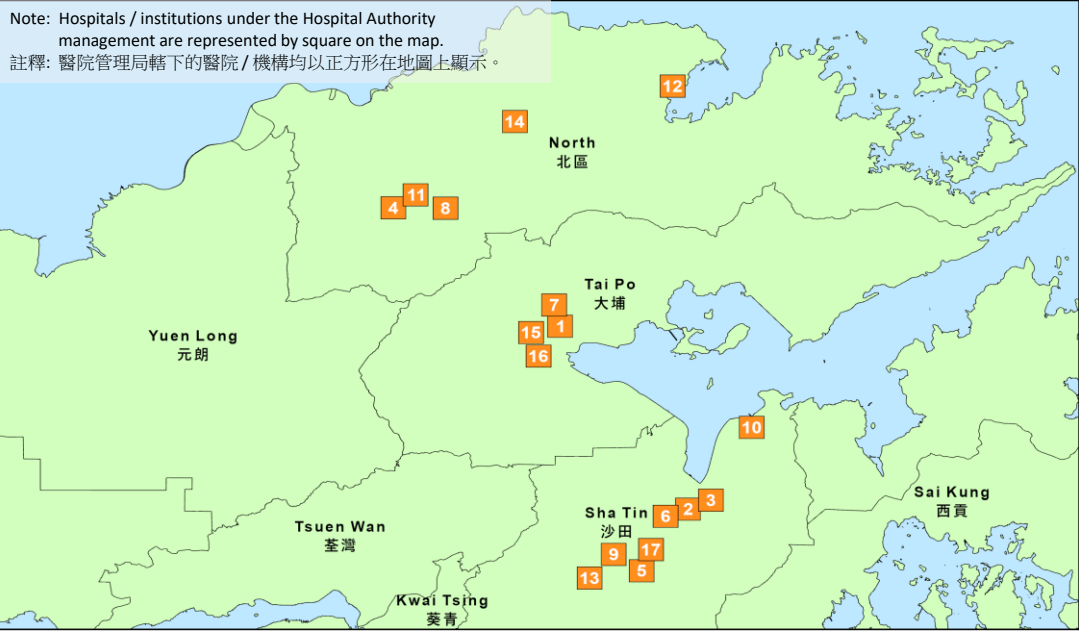 Note: Hospitals / institutions under the Hospital Authority
management are represented by square on the map.
註釋: 醫院管理局轄下的醫院 / 機構均以正方形在地圖上顯示。
12
14
North
北區
11
4
8
Tai Po
大埔
7
1
15
16
Yuen Long
元朗
10
Sai Kung
西貢
3
2
6
Sha Tin
沙田
Tsuen Wan
荃灣
17
9
5
13
Kwai Tsing
葵青